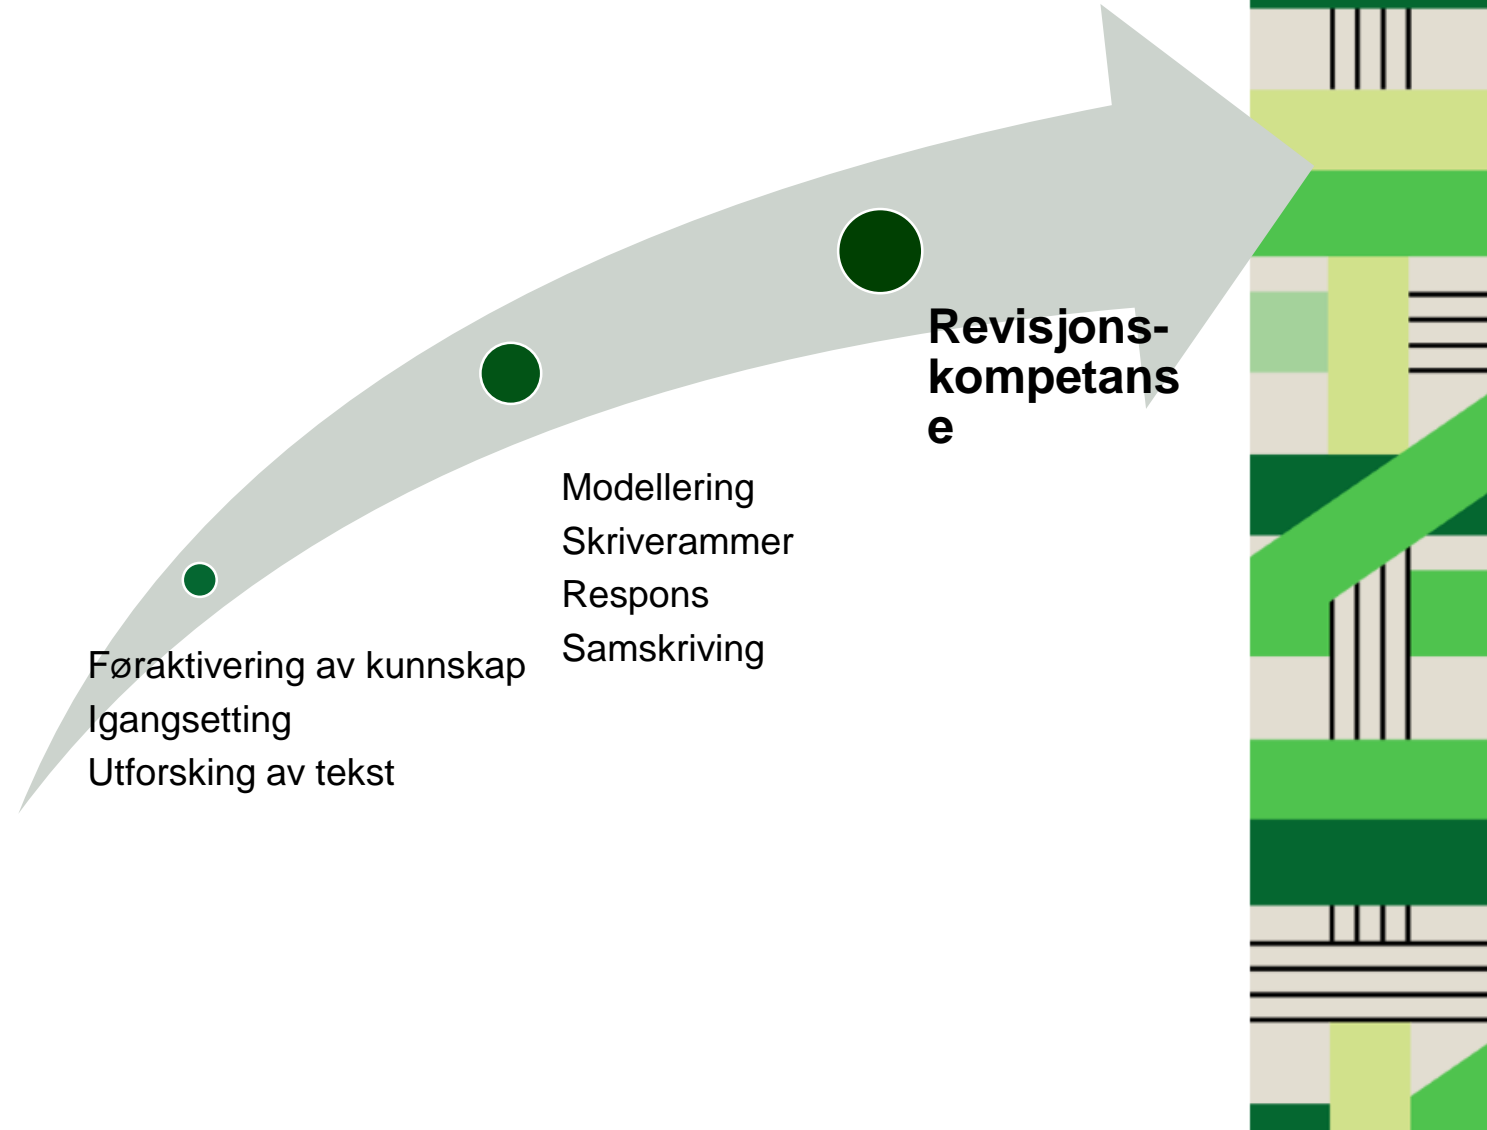 Føraktivering av kunnskap
Igangsetting
Utforsking av tekst
Modellering
Skriverammer
Respons
Samskriving
Revisjons-
kompetans
e